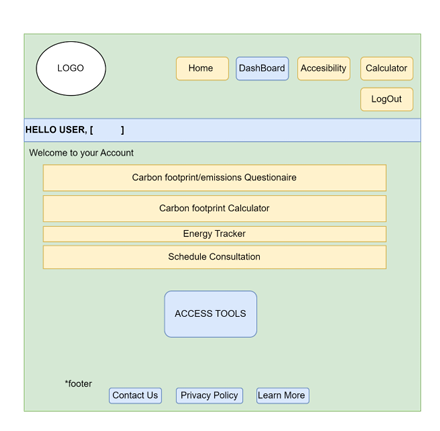 LOGO
Home
DashBoard
Accesibility
Calculator
LogOut
HELLO USER, [ ]
Welcome to your Account
Carbon footprint/emissions Questionaire
Carbon footprint Calculator
Energy Tracker
Schedule Consultation
ACCESS TOOLS
*footer
Contact Us
Privacy Policy
Learn More